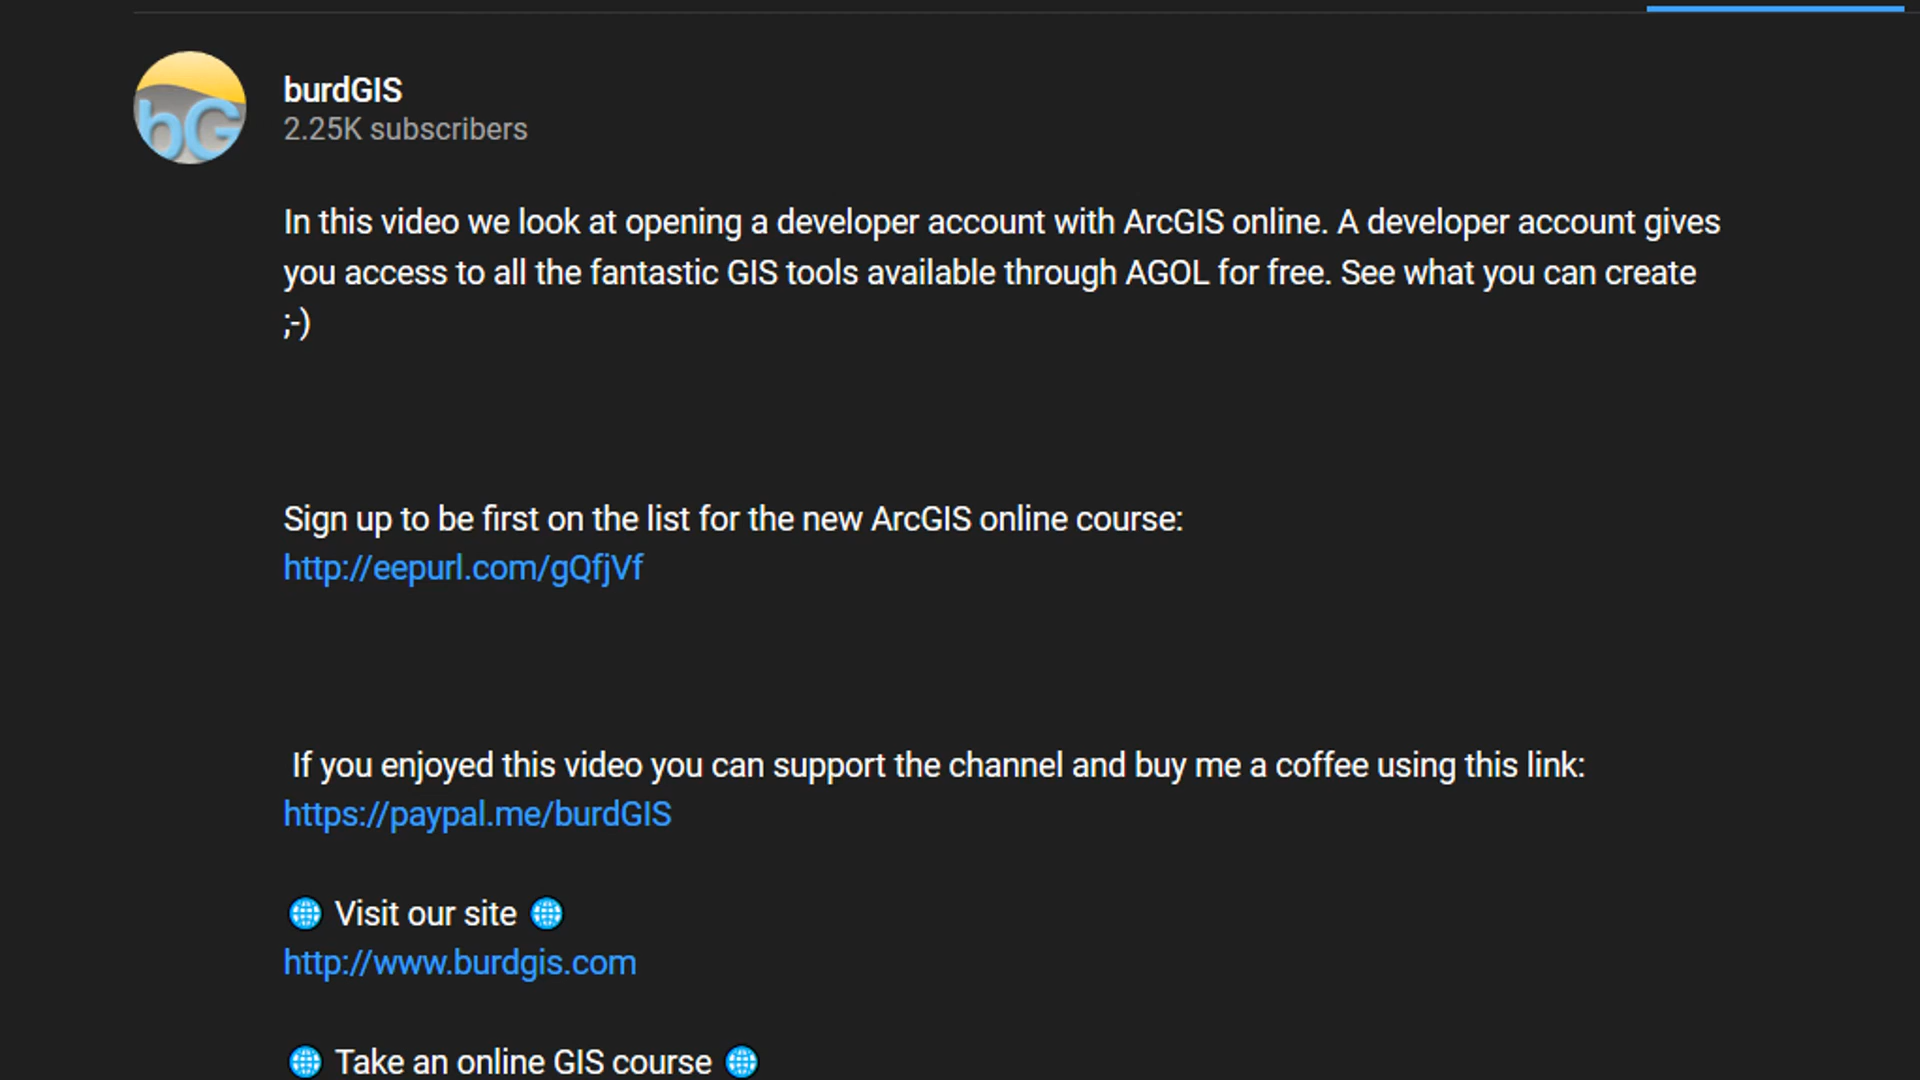 bG
burdGIS
2.25K subscribers
In this video we look at opening a developer account with ArcGIS online. A developer account gives
you access to all the fantastic GIS tools available through AGOL for free. See what you can create
;-)
Sign up to be first on the list for the new ArcGIS online course:
http://eepurl.com/gQfjVf
If you enjoyed this video you can support the channel and buy me a coffee using this link:
https://paypal.me/burdGIS
🌐 Visit our site 🌐
http://www.burdgis.com
🌐 Take an online GIS course 🌐